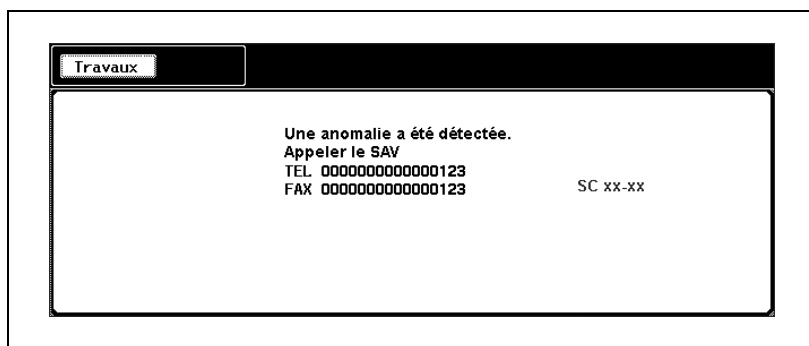 Travaux
Une anomalie a été détectée.
Appeler le SAV
TEL 0000000000000123
FAX 0000000000000123
SC xx-xx